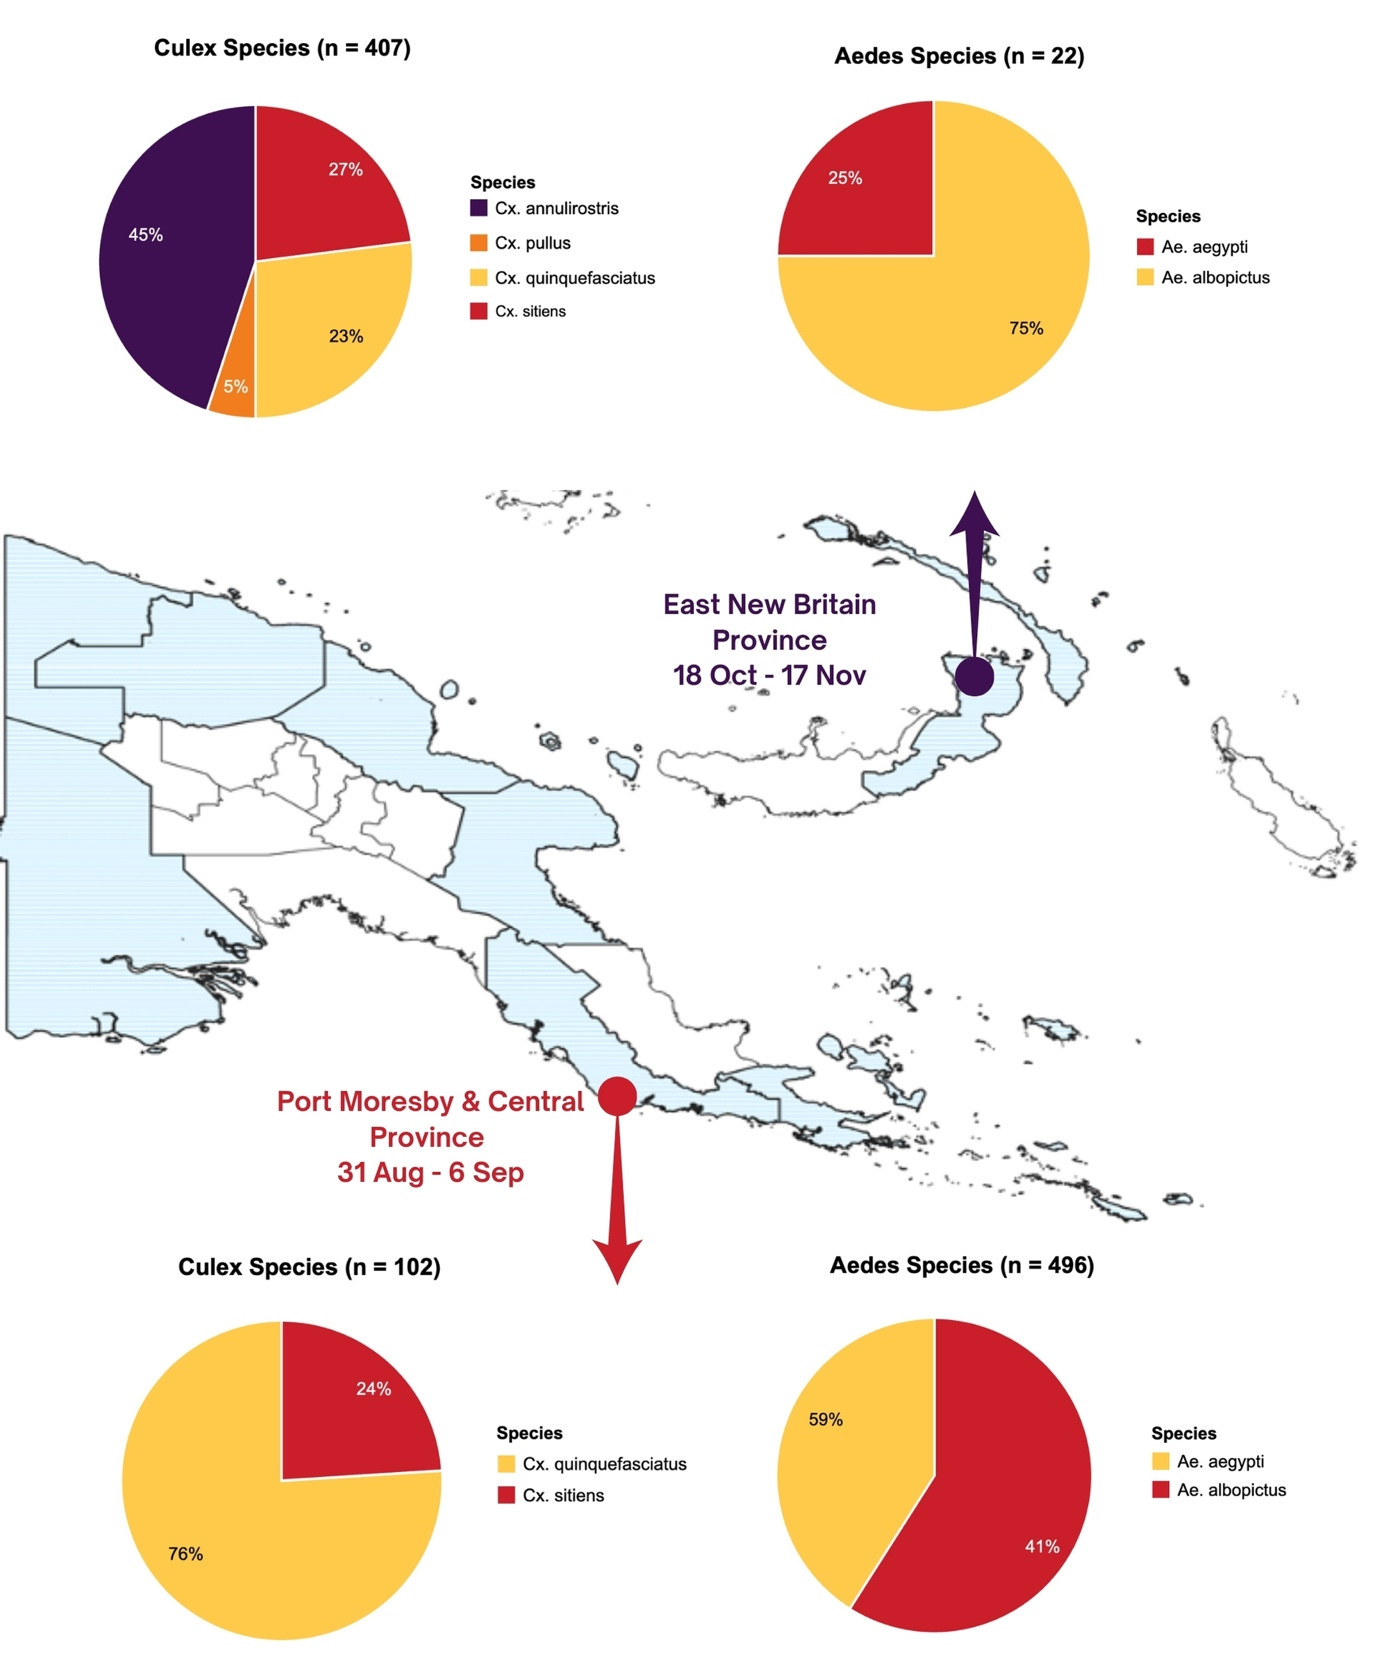 Culex Species (n = 407)
27%
45%
23%
5%
Species
Cx. annulirostris
Cx. pullus
Cx. quinquefasciatus
Cx. sitiens
Aedes Species (n = 22)
25%
75%
Species
Ae. aegypti
Ae. albopictus
East New Britain
Province
18 Oct - 17 Nov
Port Moresby & Central
Province
31 Aug - 6 Sep
Culex Species (n = 102)
24%
76%
Species
Cx. quinquefasciatus
Cx. sitiens
Aedes Species (n = 496)
59%
41%
Species
Ae. aegypti
Ae. albopictus